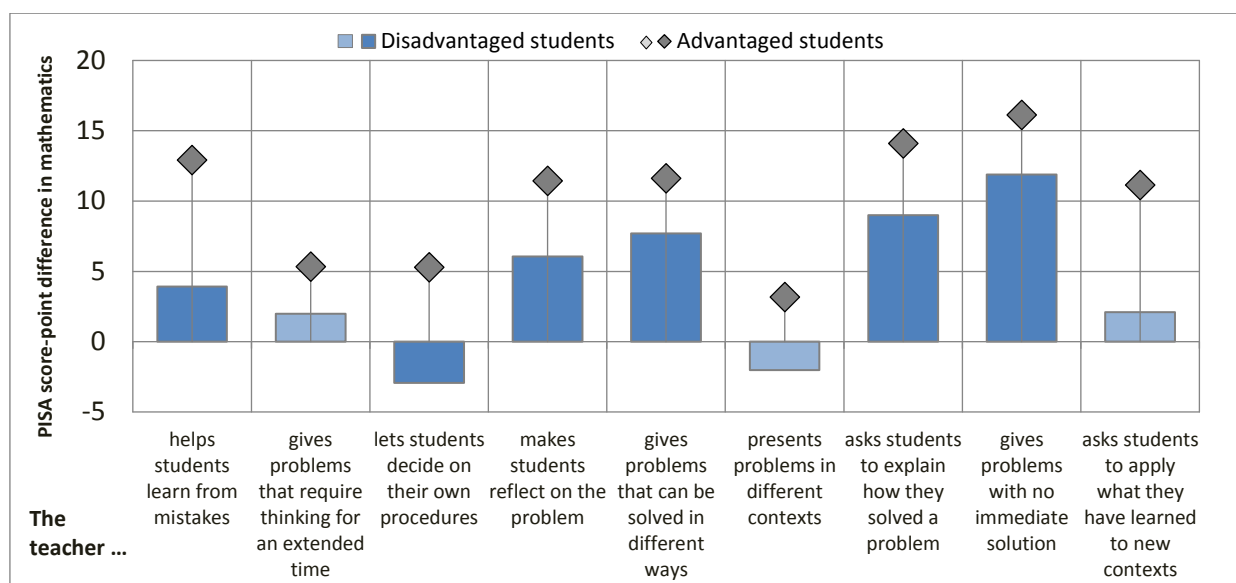 Disadvantaged students Advantaged students
PISA score-point difference in mathematics
20
15
10
5
0
-5
The
teacher ...
helps
students
learn from
mistakes
gives
problems
that require
thinking for
an extended
time
lets students
decide on
their own
procedures
makes
students
reflect on the
problem
gives
problems
that can be
solved in
different
ways
presents
problems in
different
contexts
asks students
to explain
how they
solved a
problem
gives
problems
with no
immediate
solution
asks students
to apply
what they
have learned
to new
contexts